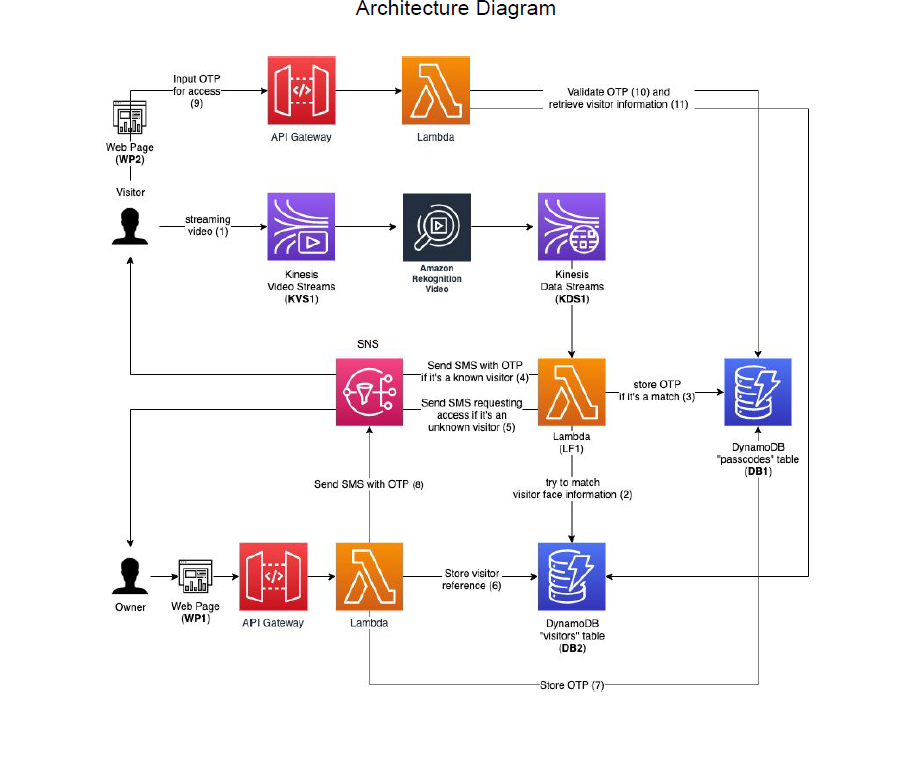 Architecture Diagram
Input OTP
for access
(9)
API Gateway
Lambda
Validate OTP (10) and
retrieve visitor information (11)
Web Page
(WP2)
Visitor
streaming
video (1)
Kinesis
Video Streams
(KVS1)
Amazon
Rekognition
Video
Kinesis
Data Streams
(KDS1)
SNS
Send SMS with OTP
if it's a known visitor (4)
Send SMS requesting
access if it's an
unknown visitor (5)
Lambda
(LF1)
store OTP
if it's a match (3)
DynamoDB
"passcodes" table
(DB1)
Send SMS with OTP (8)
try to match
visitor face information (2)
Owner
Web Page
(WP1)
API Gateway
Lambda
Store visitor
reference (6)
DynamoDB
"visitors" table
(DB2)
Store OTP (7)